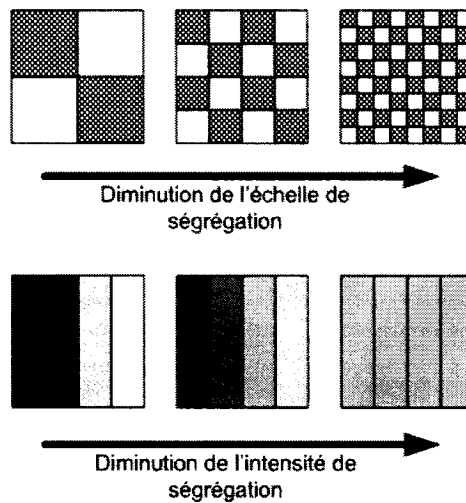 Diminution de l'échelle de
ségrégation
Diminution de l'intensité de
ségrégation